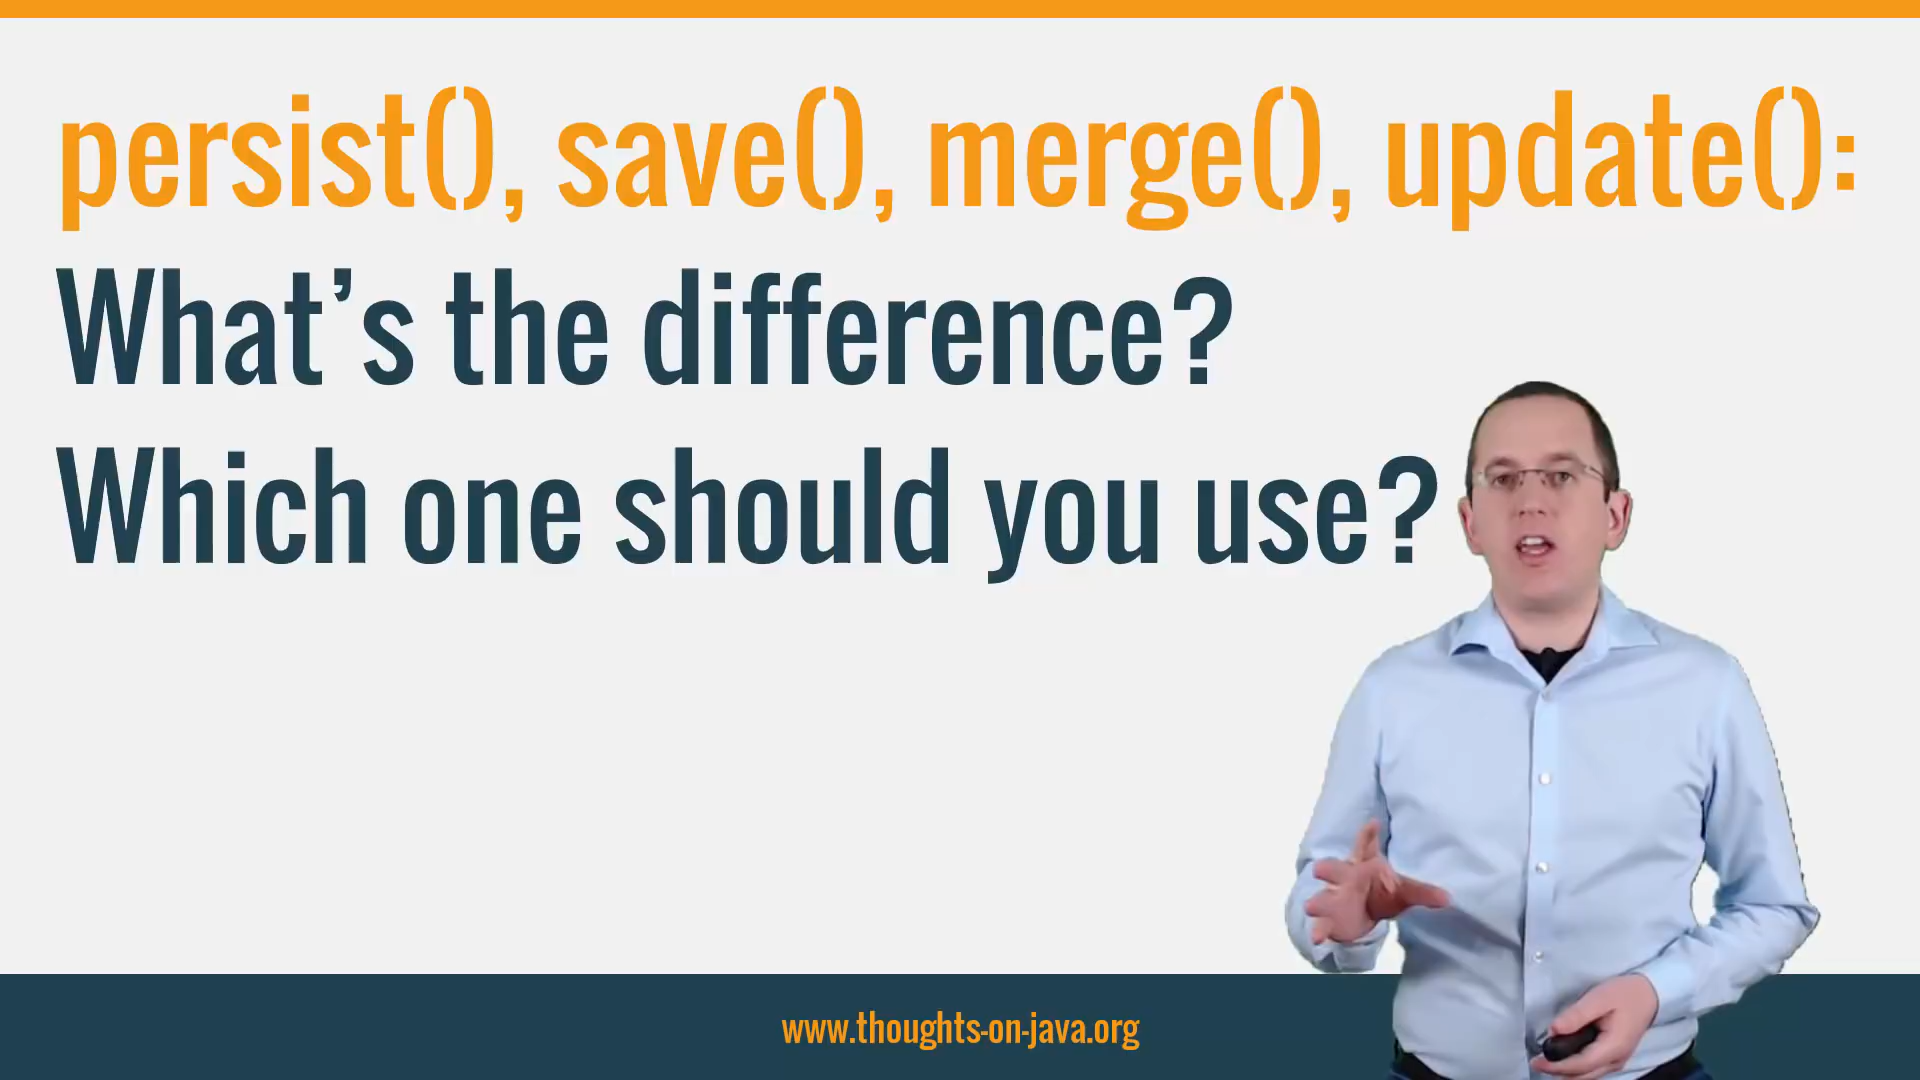 persist(), save(), merge(), update():
What’s the difference?
Which one should you use?
www.thoughts-on-java.org